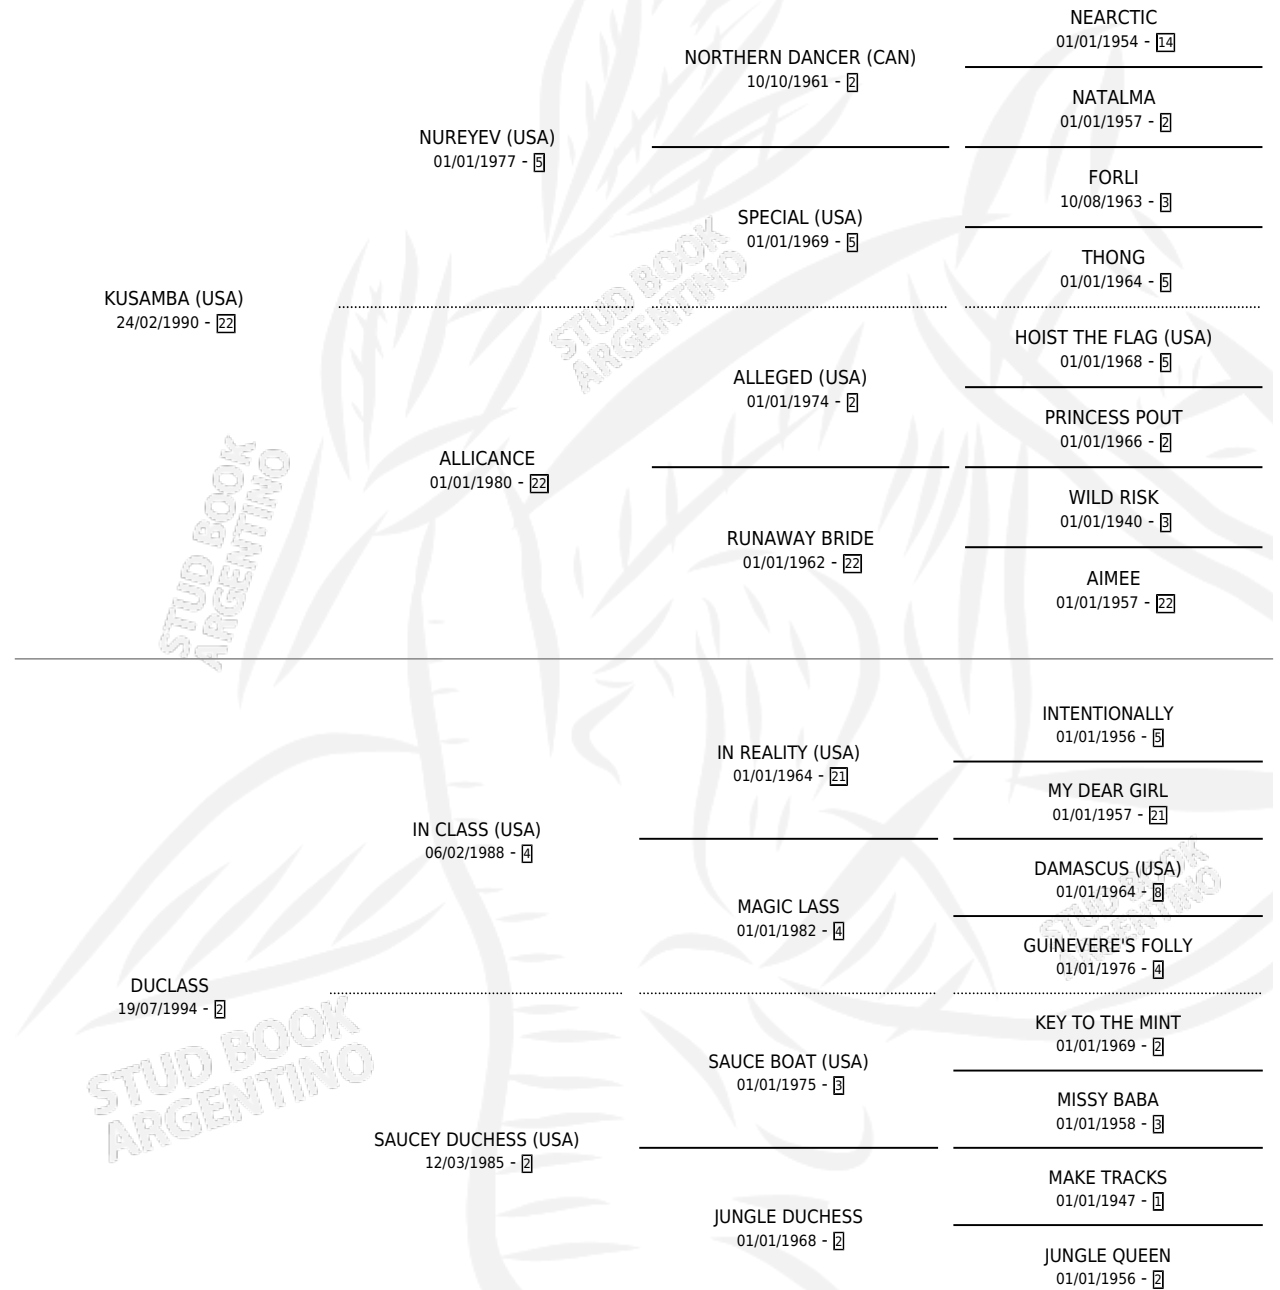 NEARCTIC
01/01/1954 - 14
NORTHERN DANCER (CAN)
10/10/1961 - 2
NATALMA
01/01/1957 - 2
NUREYEV (USA)
01/01/1977 - 5
FORLI
10/08/1963 - 3
SPECIAL (USA)
01/01/1969 - 5
THONG
01/01/1964 - 5
KUSAMBA (USA)
24/02/1990 - 22
STUD BOOK
ARGENTINO
HOIST THE FLAG (USA)
01/01/1968 - 5
ALLEGED (USA)
01/01/1974 - 2
PRINCESS POUT
01/01/1966 - 2
ALLICANCE
01/01/1980 - 22
WILD RISK
01/01/1940 - 3
RUNAWAY BRIDE
01/01/1962 - 22
AIMEE
01/01/1957 - 22
STUD BOOK
ARGENTINO
INTENTIONALLY
01/01/1956 - 5
IN REALITY (USA)
01/01/1964 - 21
MY DEAR GIRL
01/01/1957 - 21
IN CLASS (USA)
06/02/1988 - 4
DAMASCUS (USA)
01/01/1964 - 8
MAGIC LASS
01/01/1982 - 4
GUINEVERE'S FOLLY
01/01/1976 - 4
STUD BOOK
ARGENTINO
DUCLASS
19/07/1994 - 2
KEY TO THE MINT
01/01/1969 - 2
SAUCE BOAT (USA)
01/01/1975 - 3
MISSY BABA
01/01/1958 - 3
STUD BOOK
ARGENTINO
SAUCEY DUCHESS (USA)
12/03/1985 - 2
MAKE TRACKS
01/01/1947 - 1
JUNGLE DUCHESS
01/01/1968 - 2
JUNGLE QUEEN
01/01/1956 - 2